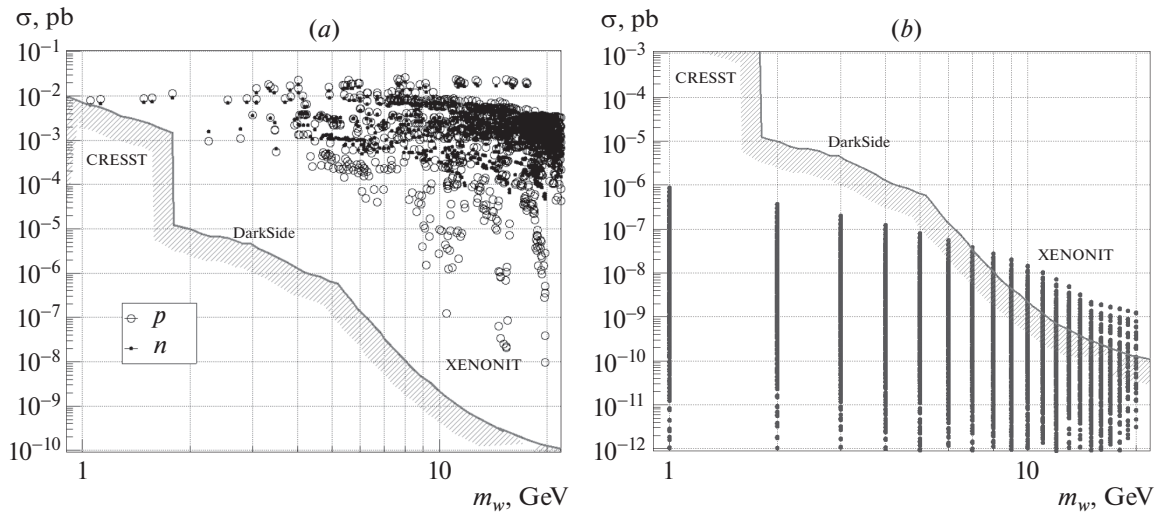 σ, pb
(a)
10⁻¹
10⁻²
10⁻³
10⁻⁴
10⁻⁵
10⁻⁶
10⁻⁷
10⁻⁸
10⁻⁹
10⁻¹⁰
CRESST
DarkSide
XENONIT
p
n
1
10
m_w, GeV
σ, pb
(b)
10⁻³
10⁻⁴
10⁻⁵
10⁻⁶
10⁻⁷
10⁻⁸
10⁻⁹
10⁻¹⁰
10⁻¹¹
10⁻¹²
CRESST
DarkSide
XENONIT
1
10
m_w, GeV